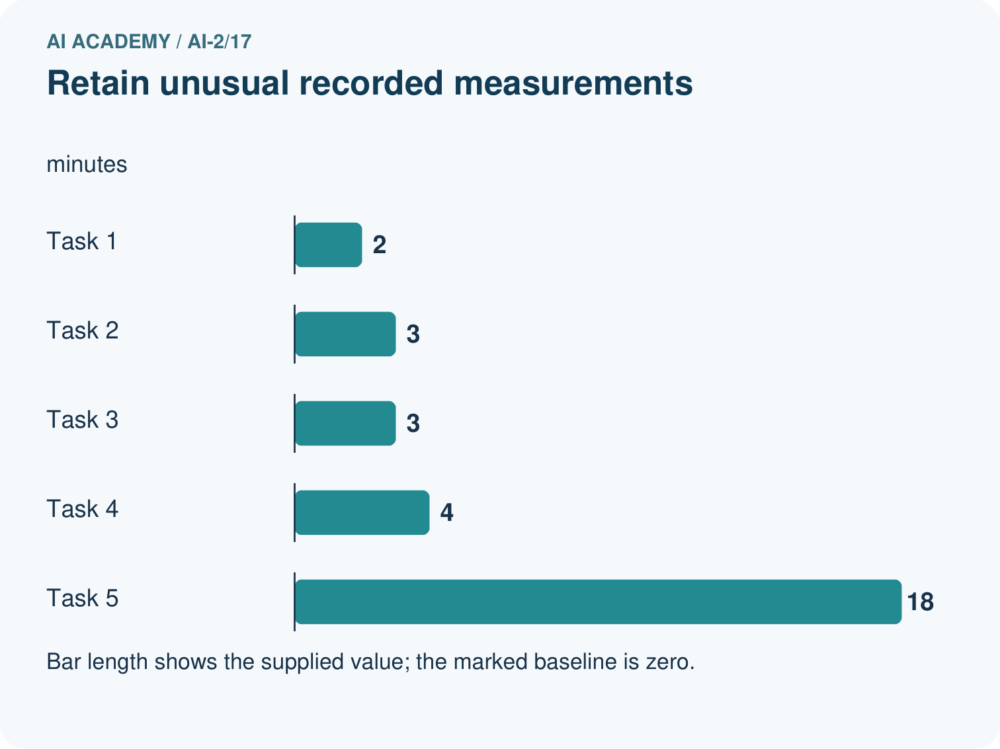 AI ACADEMY / AI-2/17
Retain unusual recorded measurements
minutes
Task 1 2
Task 2 3
Task 3 3
Task 4 4
Task 5 18
Bar length shows the supplied value; the marked baseline is zero.